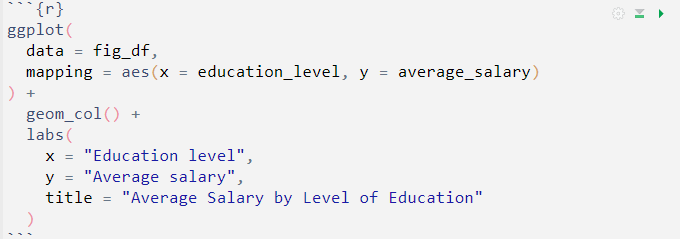 ```{r}
ggplot(
  data = fig_df,
  mapping = aes(x = education_level, y = average_salary)
) +
  geom_col() +
  labs(
    x = "Education level",
    y = "Average salary",
    title = "Average Salary by Level of Education"
  )
```